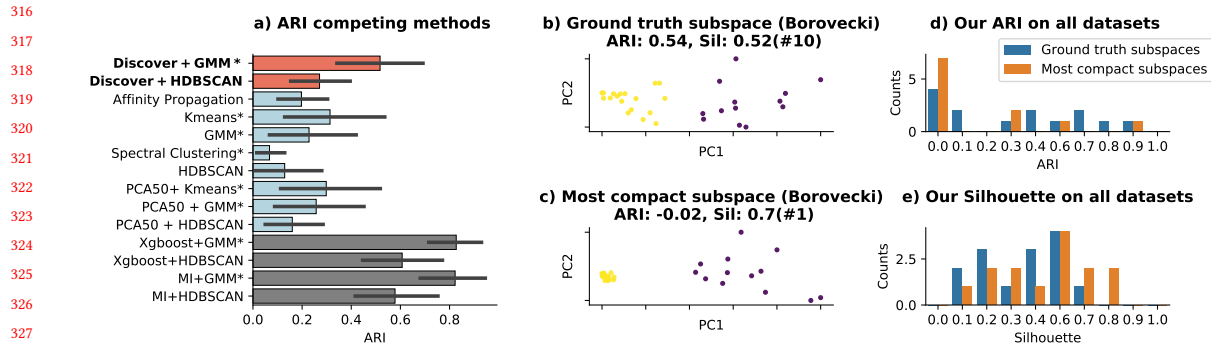 316
317
318
319
320
321
322
323
324
325
326
327
a) ARI competing methods
Discover + GMM *
Discover + HDBSCAN
Affinity Propagation
Kmeans*
GMM*
Spectral Clustering*
HDBSCAN
PCA50+ Kmeans*
PCA50 + GMM*
PCA50 + HDBSCAN
Xgboost+GMM*
Xgboost+HDBSCAN
MI+GMM*
MI+HDBSCAN
0.0 0.2 0.4 0.6 0.8
ARI
b) Ground truth subspace (Borovecki)
ARI: 0.54, Sil: 0.52(#10)
PC2
PC1
c) Most compact subspace (Borovecki)
ARI: -0.02, Sil: 0.7(#1)
PC2
PC1
d) Our ARI on all datasets
Ground truth subspaces
Most compact subspaces
Counts
5
0
0.0 0.1 0.2 0.3 0.4 0.5 0.6 0.7 0.8 0.9 1.0
ARI
e) Our Silhouette on all datasets
Counts
2.5
0.0
0.0 0.1 0.2 0.3 0.4 0.5 0.6 0.7 0.8 0.9 1.0
Silhouette